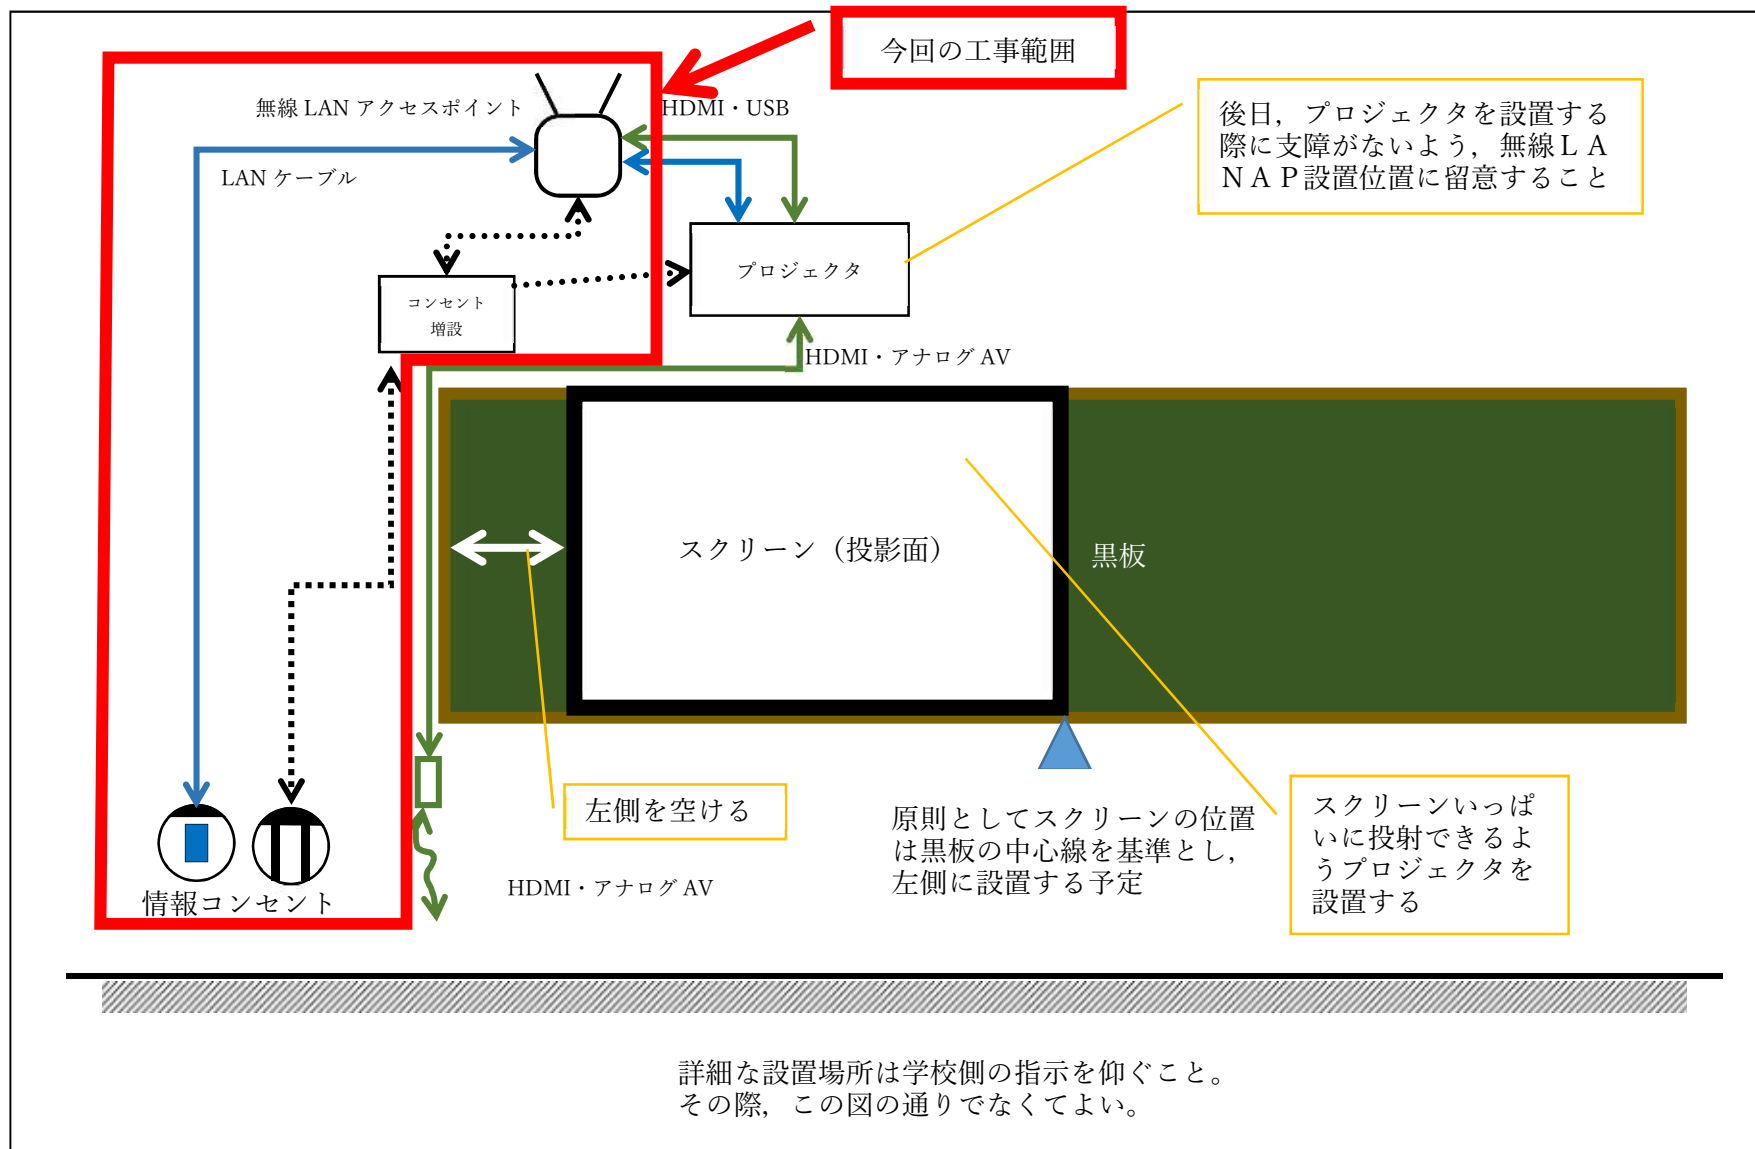 今回の工事範囲
無線 LAN アクセスポイント
HDMI・USB
後日，プロジェクタを設置する
際に支障がないよう，無線ＬＡ
ＮＡＰ設置位置に留意すること
LAN ケーブル
プロジェクタ
コンセント
増設
HDMI・アナログ AV
スクリーン（投影面）
黒板
左側を空ける
原則としてスクリーンの位置
は黒板の中心線を基準とし，
左側に設置する予定
スクリーンいっぱ
いに投射できるよ
うプロジェクタを
設置する
HDMI・アナログ AV
情報コンセント
詳細な設置場所は学校側の指示を仰ぐこと。
その際，この図の通りでなくてよい。